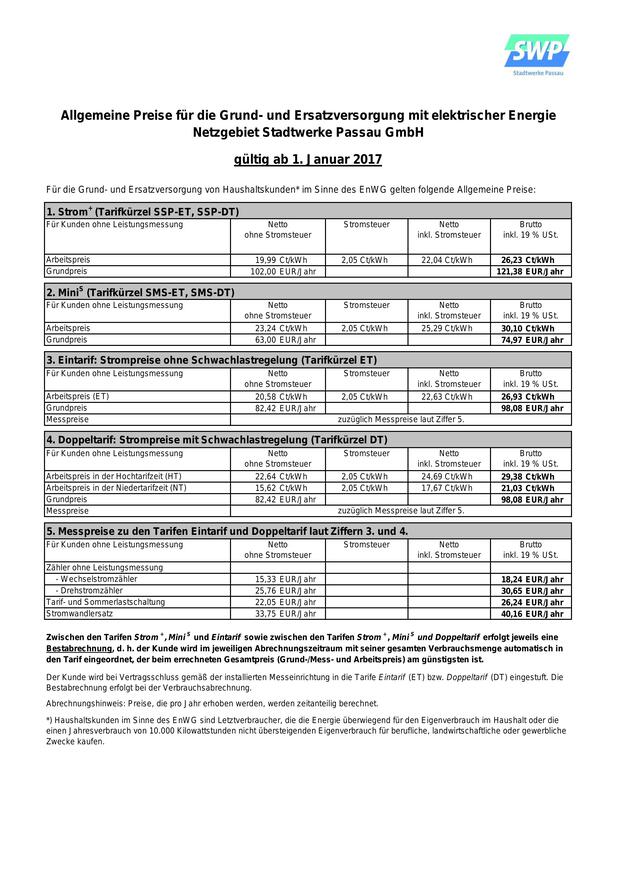 SWP
Stadtwerke Passau
Allgemeine Preise für die Grund- und Ersatzversorgung mit elektrischer Energie
Netzgebiet Stadtwerke Passau GmbH
gültig ab 1. Januar 2017
Für die Grund- und Ersatzversorgung von Haushaltskunden* im Sinne des EnWG gelten folgende Allgemeine Preise:
1. Strom+ (Tarifkürzel SSP-ET, SSP-DT)
Für Kunden ohne Leistungsmessung Netto Stromsteuer Netto Brutto
ohne Stromsteuer inkl. Stromsteuer inkl. 19 % USt.
Arbeitspreis 19,99 Ct/kWh 2,05 Ct/kWh 22,04 Ct/kWh 26,23 Ct/kWh
Grundpreis 102,00 EUR/Jahr 121,38 EUR/Jahr
2. MiniS (Tarifkürzel SMS-ET, SMS-DT)
Für Kunden ohne Leistungsmessung Netto Stromsteuer Netto Brutto
ohne Stromsteuer inkl. Stromsteuer inkl. 19 % USt.
Arbeitspreis 23,24 Ct/kWh 2,05 Ct/kWh 25,29 Ct/kWh 30,10 Ct/kWh
Grundpreis 63,00 EUR/Jahr 74,97 EUR/Jahr
3. Eintarif: Strompreise ohne Schwachlastregelung (Tarifkürzel ET)
Für Kunden ohne Leistungsmessung Netto Stromsteuer Netto Brutto
ohne Stromsteuer inkl. Stromsteuer inkl. 19 % USt.
Arbeitspreis (ET) 20,58 Ct/kWh 2,05 Ct/kWh 22,63 Ct/kWh 26,93 Ct/kWh
Grundpreis 82,42 EUR/Jahr 98,08 EUR/Jahr
Messpreise zuzüglich Messpreise laut Ziffer 5.
4. Doppeltarif: Strompreise mit Schwachlastregelung (Tarifkürzel DT)
Für Kunden ohne Leistungsmessung Netto Stromsteuer Netto Brutto
ohne Stromsteuer inkl. Stromsteuer inkl. 19 % USt.
Arbeitspreis in der Hochtarifzeit (HT) 22,64 Ct/kWh 2,05 Ct/kWh 24,69 Ct/kWh 29,38 Ct/kWh
Arbeitspreis in der Niedertarifzeit (NT) 15,62 Ct/kWh 2,05 Ct/kWh 17,67 Ct/kWh 21,03 Ct/kWh
Grundpreis 82,42 EUR/Jahr 98,08 EUR/Jahr
Messpreise zuzüglich Messpreise laut Ziffer 5.
5. Messpreise zu den Tarifen Eintarif und Doppeltarif laut Ziffern 3. und 4.
Für Kunden ohne Leistungsmessung Netto Stromsteuer Netto Brutto
ohne Stromsteuer inkl. Stromsteuer inkl. 19 % USt.
Zähler ohne Leistungsmessung
- Wechselstromzähler 15,33 EUR/Jahr 18,24 EUR/Jahr
- Drehstromzähler 25,76 EUR/Jahr 30,65 EUR/Jahr
Tarif- und Sommerlastschaltung 22,05 EUR/Jahr 26,24 EUR/Jahr
Stromwandlersatz 33,75 EUR/Jahr 40,16 EUR/Jahr
Zwischen den Tarifen Strom+, MiniS und Eintarif sowie zwischen den Tarifen Strom+, MiniS und Doppeltarif erfolgt jeweils eine
Bestabrechnung, d. h. der Kunde wird im jeweiligen Abrechnungszeitraum mit seiner gesamten Verbrauchsmenge automatisch in
den Tarif eingeordnet, der beim errechneten Gesamtpreis (Grund-/Mess- und Arbeitspreis) am günstigsten ist.
Der Kunde wird bei Vertragsschluss gemäß der installierten Messeinrichtung in die Tarife Eintarif (ET) bzw. Doppeltarif (DT) eingestuft. Die
Bestabrechnung erfolgt bei der Verbrauchsabrechnung.
Abrechnungshinweis: Preise, die pro Jahr erhoben werden, werden zeitanteilig berechnet.
*) Haushaltskunden im Sinne des EnWG sind Letztverbraucher, die die Energie überwiegend für den Eigenverbrauch im Haushalt oder die
einen Jahresverbrauch von 10.000 Kilowattstunden nicht übersteigenden Eigenverbrauch für berufliche, landwirtschaftliche oder gewerbliche
Zwecke kaufen.